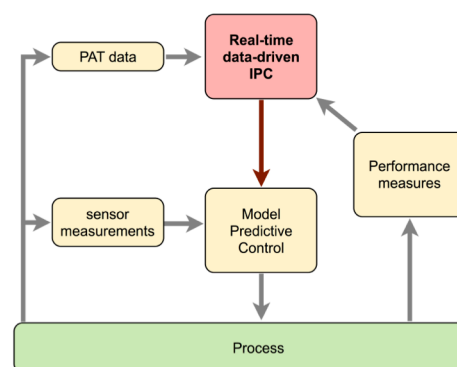 PAT data
Real-time
data-driven
IPC
Performance
measures
sensor
measurements
Model
Predictive
Control
Process